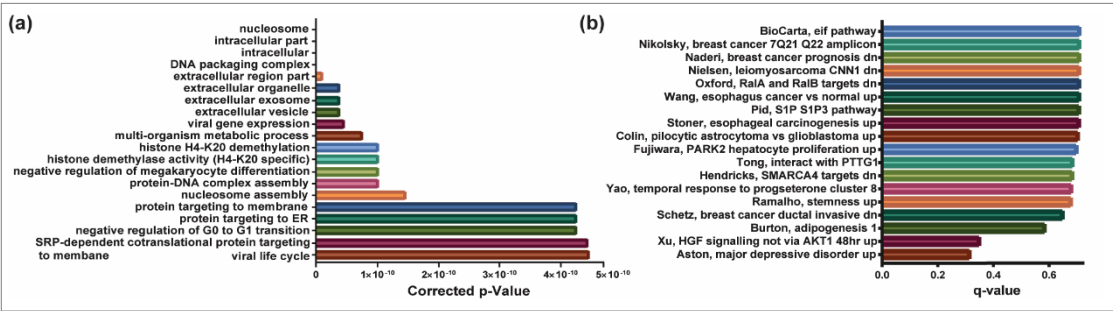 (a)
nucleosome
intracellular part
intracellular
DNA packaging complex
extracellular region part
extracellular organelle
extracellular exosome
extracellular vesicle
viral gene expression
multi-organism metabolic process
histone H4-K20 demethylation
histone demethylase activity (H4-K20 specific)
negative regulation of megakaryocyte differentiation
protein-DNA complex assembly
nucleosome assembly
protein targeting to membrane
protein targeting to ER
negative regulation of G0 to G1 transition
SRP-dependent cotranslational protein targeting
to membane
viral life cycle
0 1×10⁻¹⁰ 2×10⁻¹⁰ 3×10⁻¹⁰ 4×10⁻¹⁰ 5×10⁻¹⁰
Corrected p-Value
(b)
BioCarta, eif pathway
Nikolsky, breast cancer 7Q21 Q22 amplicon
Naderi, breast cancer prognosis dn
Nielsen, leiomyosarcoma CNN1 dn
Oxford, RalA and RalB targets dn
Wang, esophagus cancer vs normal up
Pid, S1P S1P3 pathway
Stoner, esophageal carcinogenesis up
Colin, pilocytic astrocytoma vs glioblastoma up
Fujiwara, PARK2 hepatocyte proliferation up
Tong, interact with PTTG1
Hendricks, SMARCA4 targets dn
Yao, temporal response to progseterone cluster 8
Ramalho, stemness up
Schetz, breast cancer ductal invasive dn
Burton, adipogenesis 1
Xu, HGF signalling not via AKT1 48hr up
Aston, major depressive disorder up
0.0 0.2 0.4 0.6
q-value